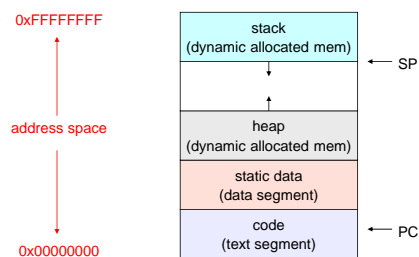 0xFFFFFFFF
address space
0x00000000
stack
(dynamic allocated mem)
SP
heap
(dynamic allocated mem)
static data
(data segment)
code
(text segment)
PC